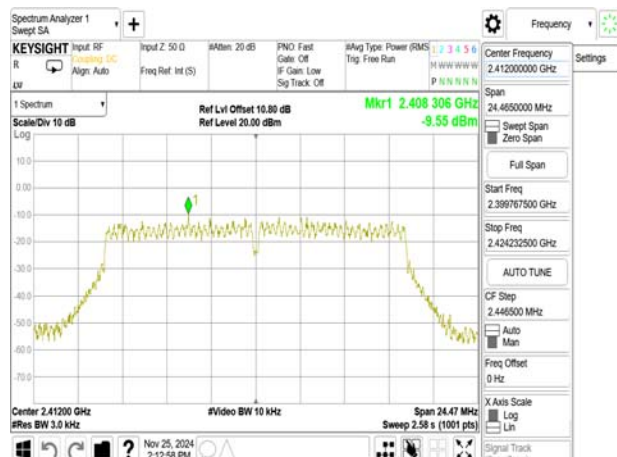 Spectrum Analyzer 1
Swept SA
+
Frequency
KEYSIGHT
R
Input: RF
Coupling: DC
Align: Auto
Input Z: 50 Ω
Freq Ref: Int (S)
#Atten: 20 dB
PNO: Fast
Gate: Off
IF Gain: Low
Sig Track: Off
#Avg Type: Power (RMS
Trig: Free Run
1 2 3 4 5 6
M W W W W W
P N N N N N
1 Spectrum
Scale/Div 10 dB
Ref Lvl Offset 10.80 dB
Ref Level 20.00 dBm
Mkr1 2.408 306 GHz
-9.55 dBm
Log
10.0
0.00
-10.0
-20.0
-30.0
-40.0
-50.0
-60.0
-70.0
1
Center 2.41200 GHz
#Res BW 3.0 kHz
#Video BW 10 kHz
Span 24.47 MHz
Sweep 2.58 s (1001 pts)
Nov 25, 2024
2:12:58 PM
?
Center Frequency
2.412000000 GHz
Span
24.4650000 MHz
Swept Span
Zero Span
Full Span
Start Freq
2.399767500 GHz
Stop Freq
2.424232500 GHz
AUTO TUNE
CF Step
2.446500 MHz
Auto
Man
Freq Offset
0 Hz
X Axis Scale
Log
Lin
Signal Track
Settings